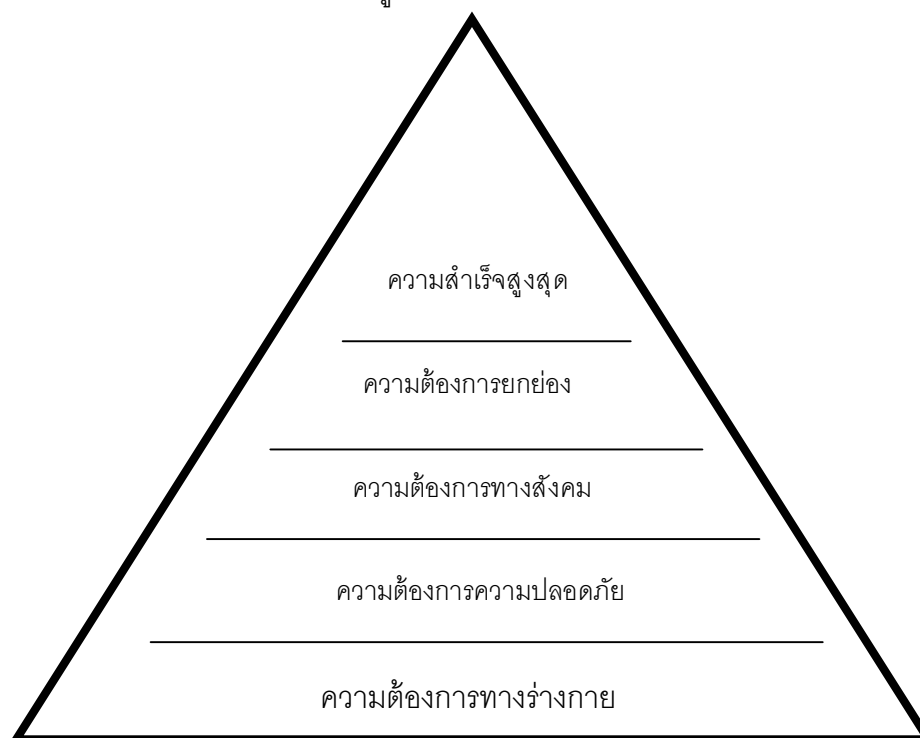 ความสำเร็จสูงสุด
ความต้องการยกย่อง
ความต้องการทางสังคม
ความต้องการความปลอดภัย
ความต้องการทางร่างกาย